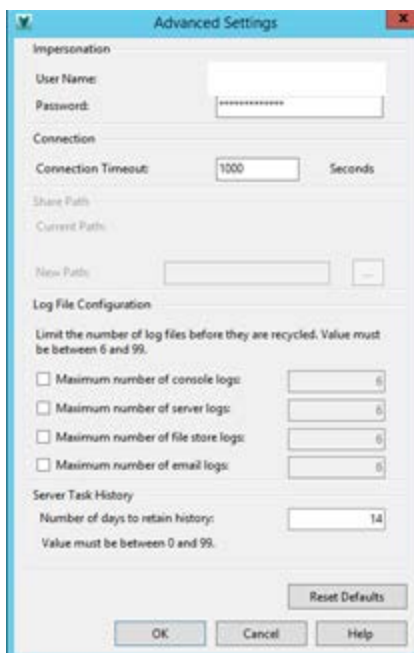 Advanced Settings
x
Impersonation
User Name:
Password: *************
Connection
Connection Timeout: 1000 Seconds
Share Path
Current Path:
New Path: ...
Log File Configuration
Limit the number of log files before they are recycled. Value must
be between 6 and 99.
Maximum number of console logs: 6
Maximum number of server logs: 6
Maximum number of file store logs: 6
Maximum number of email logs: 6
Server Task History
Number of days to retain history: 14
Value must be between 0 and 99.
Reset Defaults
OK Cancel Help